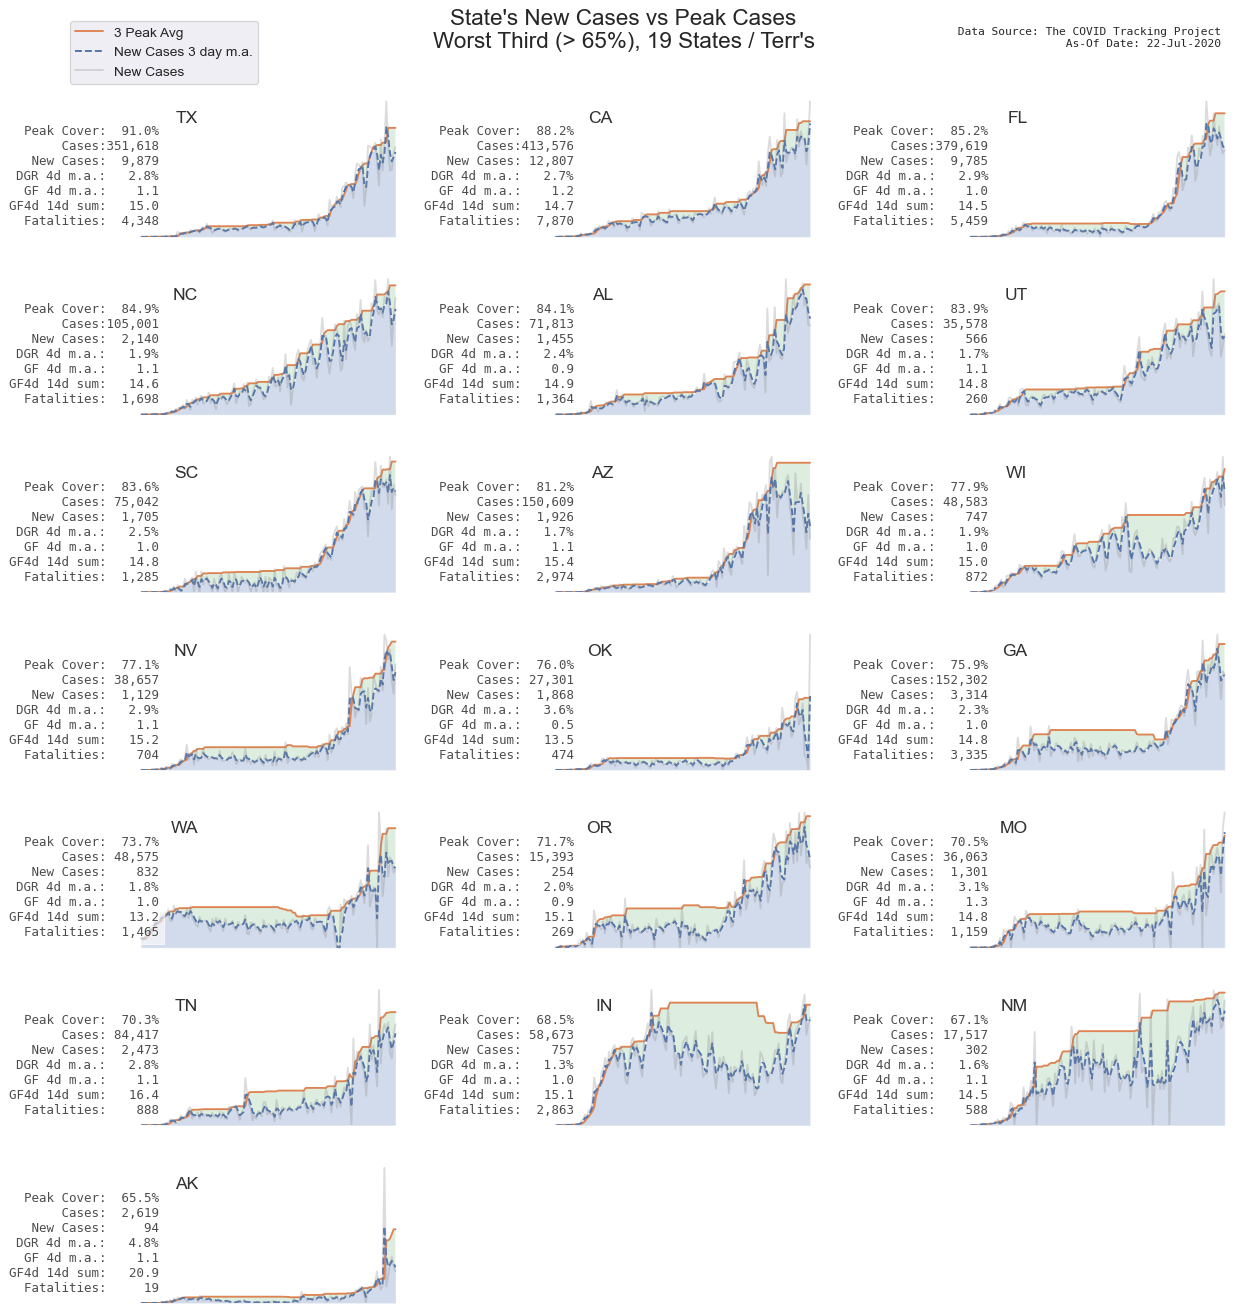 State's New Cases vs Peak Cases
Worst Third (> 65%), 19 States / Terr's
3 Peak Avg
New Cases 3 day m.a.
New Cases
Data Source: The COVID Tracking Project
As-Of Date: 22-Jul-2020
TX
Peak Cover: 91.0%
Cases:351,618
New Cases: 9,879
DGR 4d m.a.: 2.8%
GF 4d m.a.: 1.1
GF4d 14d sum: 15.0
Fatalities: 4,348
CA
Peak Cover: 88.2%
Cases:413,576
New Cases: 12,807
DGR 4d m.a.: 2.7%
GF 4d m.a.: 1.2
GF4d 14d sum: 14.7
Fatalities: 7,870
FL
Peak Cover: 85.2%
Cases:379,619
New Cases: 9,785
DGR 4d m.a.: 2.9%
GF 4d m.a.: 1.0
GF4d 14d sum: 14.5
Fatalities: 5,459
NC
Peak Cover: 84.9%
Cases:105,001
New Cases: 2,140
DGR 4d m.a.: 1.9%
GF 4d m.a.: 1.1
GF4d 14d sum: 14.6
Fatalities: 1,698
AL
Peak Cover: 84.1%
Cases: 71,813
New Cases: 1,455
DGR 4d m.a.: 2.4%
GF 4d m.a.: 0.9
GF4d 14d sum: 14.9
Fatalities: 1,364
UT
Peak Cover: 83.9%
Cases: 35,578
New Cases: 566
DGR 4d m.a.: 1.7%
GF 4d m.a.: 1.1
GF4d 14d sum: 14.8
Fatalities: 260
SC
Peak Cover: 83.6%
Cases: 75,042
New Cases: 1,705
DGR 4d m.a.: 2.5%
GF 4d m.a.: 1.0
GF4d 14d sum: 14.8
Fatalities: 1,285
AZ
Peak Cover: 81.2%
Cases:150,609
New Cases: 1,926
DGR 4d m.a.: 1.7%
GF 4d m.a.: 1.1
GF4d 14d sum: 15.4
Fatalities: 2,974
WI
Peak Cover: 77.9%
Cases: 48,583
New Cases: 747
DGR 4d m.a.: 1.9%
GF 4d m.a.: 1.0
GF4d 14d sum: 15.0
Fatalities: 872
NV
Peak Cover: 77.1%
Cases: 38,657
New Cases: 1,129
DGR 4d m.a.: 2.9%
GF 4d m.a.: 1.1
GF4d 14d sum: 15.2
Fatalities: 704
OK
Peak Cover: 76.0%
Cases: 27,301
New Cases: 1,868
DGR 4d m.a.: 3.6%
GF 4d m.a.: 0.5
GF4d 14d sum: 13.5
Fatalities: 474
GA
Peak Cover: 75.9%
Cases:152,302
New Cases: 3,314
DGR 4d m.a.: 2.3%
GF 4d m.a.: 1.0
GF4d 14d sum: 14.8
Fatalities: 3,335
WA
Peak Cover: 73.7%
Cases: 48,575
New Cases: 832
DGR 4d m.a.: 1.8%
GF 4d m.a.: 1.0
GF4d 14d sum: 13.2
Fatalities: 1,465
OR
Peak Cover: 71.7%
Cases: 15,393
New Cases: 254
DGR 4d m.a.: 2.0%
GF 4d m.a.: 0.9
GF4d 14d sum: 15.1
Fatalities: 269
MO
Peak Cover: 70.5%
Cases: 36,063
New Cases: 1,301
DGR 4d m.a.: 3.1%
GF 4d m.a.: 1.3
GF4d 14d sum: 14.8
Fatalities: 1,159
TN
Peak Cover: 70.3%
Cases: 84,417
New Cases: 2,473
DGR 4d m.a.: 2.8%
GF 4d m.a.: 1.1
GF4d 14d sum: 16.4
Fatalities: 888
IN
Peak Cover: 68.5%
Cases: 58,673
New Cases: 757
DGR 4d m.a.: 1.3%
GF 4d m.a.: 1.0
GF4d 14d sum: 15.1
Fatalities: 2,863
NM
Peak Cover: 67.1%
Cases: 17,517
New Cases: 302
DGR 4d m.a.: 1.6%
GF 4d m.a.: 1.1
GF4d 14d sum: 14.5
Fatalities: 588
AK
Peak Cover: 65.5%
Cases: 2,619
New Cases: 94
DGR 4d m.a.: 4.8%
GF 4d m.a.: 1.1
GF4d 14d sum: 20.9
Fatalities: 19